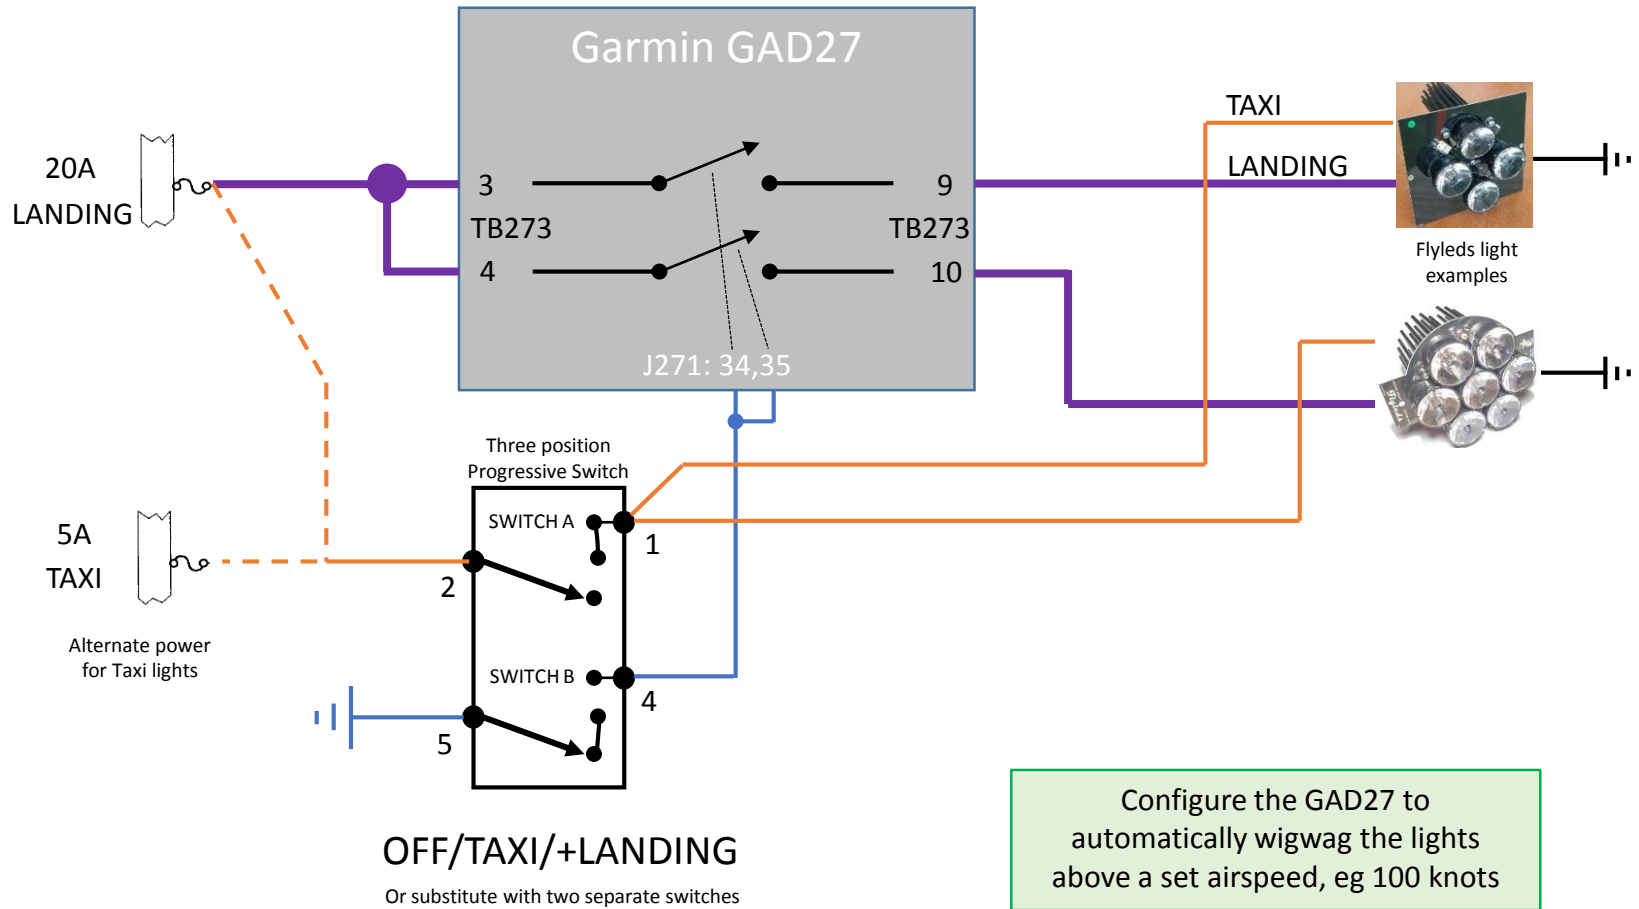 Garmin GAD27
20A
LANDING
3
TB273
4
9
TB273
10
J271: 34,35
TAXI
LANDING
Flyleds light
examples
Three position
Progressive Switch
SWITCH A
1
2
5A
TAXI
Alternate power
for Taxi lights
SWITCH B
4
5
OFF/TAXI/+LANDING
Or substitute with two separate switches
Configure the GAD27 to
automatically wigwag the lights
above a set airspeed, eg 100 knots
Flyleds